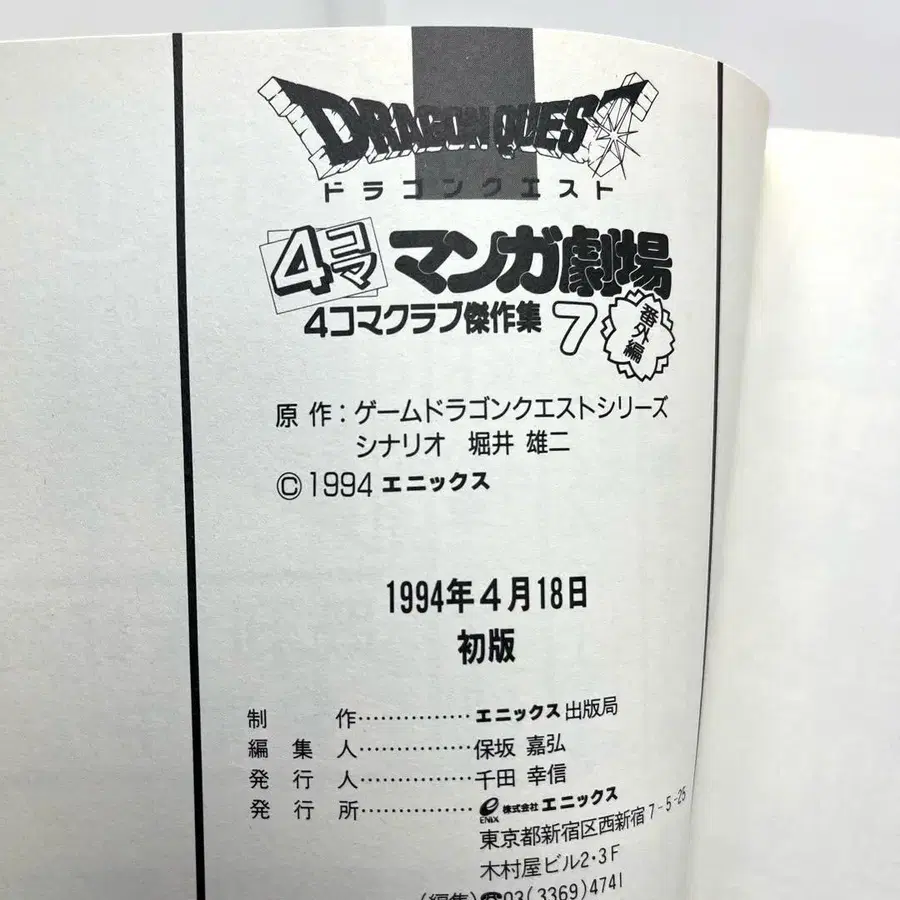 DRAGON QUEST
ドラゴンクエスト
4コマ マンガ劇場
4コマクラブ傑作集 7 番外編
原 作：ゲームドラゴンクエストシリーズ
シナリオ 堀井 雄二
©1994 エニックス
1994年4月18日
初版
制 作……………エニックス出版局
編 集 人……………保坂 嘉弘
発 行 人……………千田 幸信
発 行 所……………ENIX 株式会社 エニックス
東京都新宿区西新宿7-5-25
木村屋ビル2・3F
(編集)☎03(3369)4741